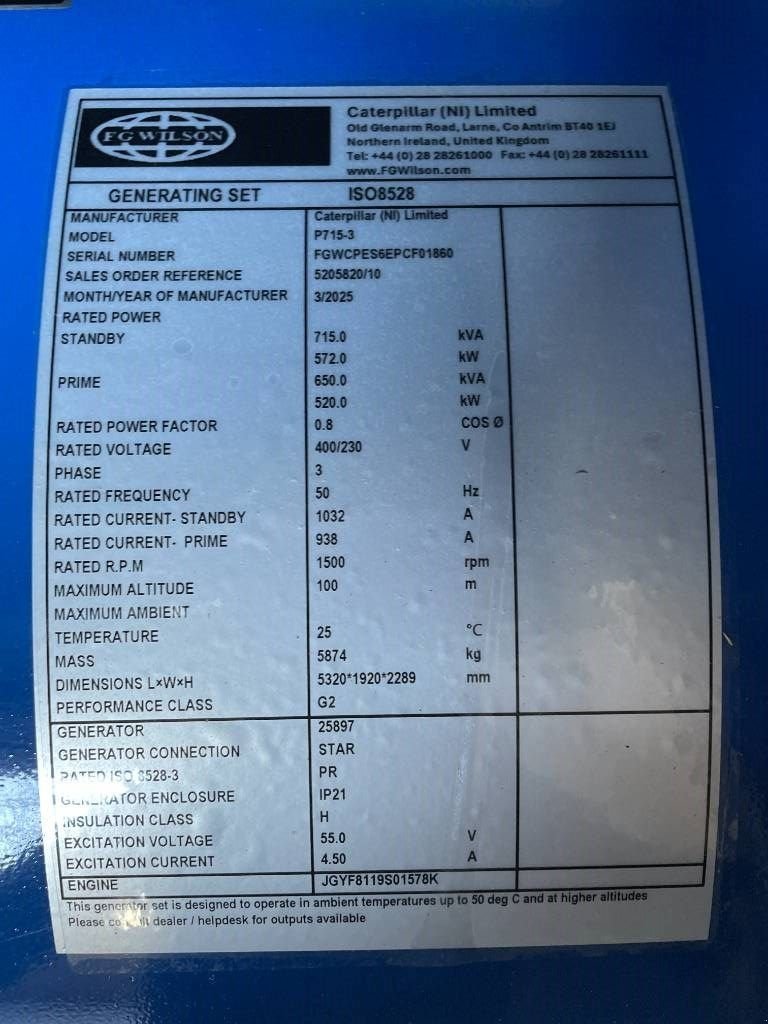 FG WILSON
Caterpillar (NI) Limited
Old Glenarm Road, Larne, Co Antrim BT40 1EJ
Northern Ireland, United Kingdom
Tel: +44 (0) 28 28261000 Fax: +44 (0) 28 28261111
www.FGWilson.com
GENERATING SET ISO8528
MANUFACTURER Caterpillar (NI) Limited
MODEL P715-3
SERIAL NUMBER FGWCPES6EPCF01860
SALES ORDER REFERENCE 5205820/10
MONTH/YEAR OF MANUFACTURER 3/2025
RATED POWER
STANDBY 715.0 kVA
572.0 kW
PRIME 650.0 kVA
520.0 kW
RATED POWER FACTOR 0.8 COS Ø
RATED VOLTAGE 400/230 V
PHASE 3
RATED FREQUENCY 50 Hz
RATED CURRENT- STANDBY 1032 A
RATED CURRENT- PRIME 938 A
RATED R.P.M 1500 rpm
MAXIMUM ALTITUDE 100 m
MAXIMUM AMBIENT
TEMPERATURE 25 °C
MASS 5874 kg
DIMENSIONS L×W×H 5320*1920*2289 mm
PERFORMANCE CLASS G2
GENERATOR 25897
GENERATOR CONNECTION STAR
RATED ISO 8528-3 PR
GENERATOR ENCLOSURE IP21
INSULATION CLASS H
EXCITATION VOLTAGE 55.0 V
EXCITATION CURRENT 4.50 A
ENGINE JGYF8119S01578K
This generator set is designed to operate in ambient temperatures up to 50 deg C and at higher altitudes
Please consult dealer / helpdesk for outputs available